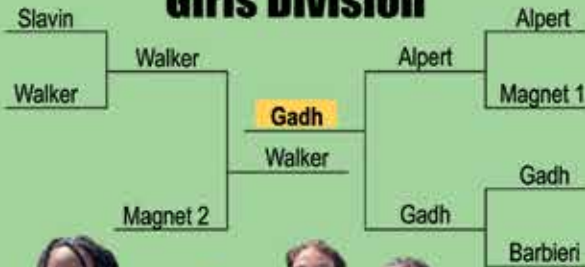 Girls Division
Slavin
Walker
Walker
Magnet 2
Gadh
Walker
Alpert
Gadh
Alpert
Magnet 1
Gadh
Barbieri